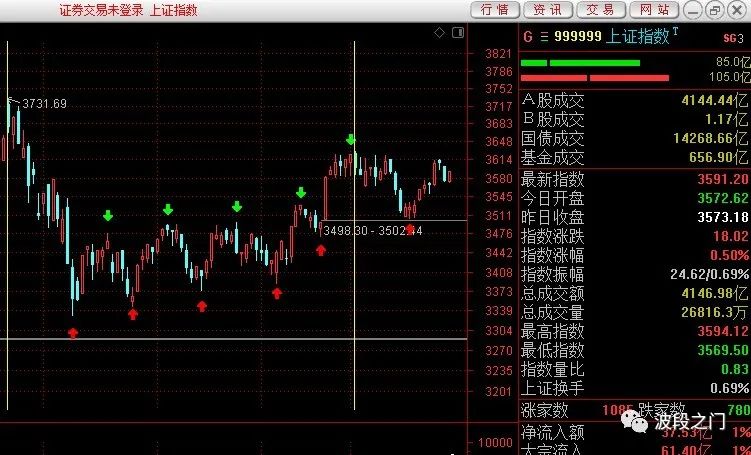 证券交易未登录 上证指数
行情 资讯 交易 网站
G 三 999999 上证指数 T SG3
3821
3786
3752
3717
3683
3648
3614
3580
3545
3511
3476
3442
3408
3373
3339
3304
3270
3235
3201
10000
3731.69
3498.30 - 3502.44
85.0亿
105.0亿
A股成交 4144.44亿
B股成交 1.17亿
国债成交 14268.66亿
基金成交 656.90亿
最新指数 3591.20
今日开盘 3572.62
昨日收盘 3573.18
指数涨跌 18.02
指数涨幅 0.50%
指数振幅 24.62/0.69%
总成交额 4146.98亿
总成交量 26816.3万
最高指数 3594.12
最低指数 3569.50
指数量比 0.83
上证换手 0.69%
涨家数 1085 跌家数 780
净流入额 37.53亿 1%
大宗流入 61.40亿 1%
波段之门